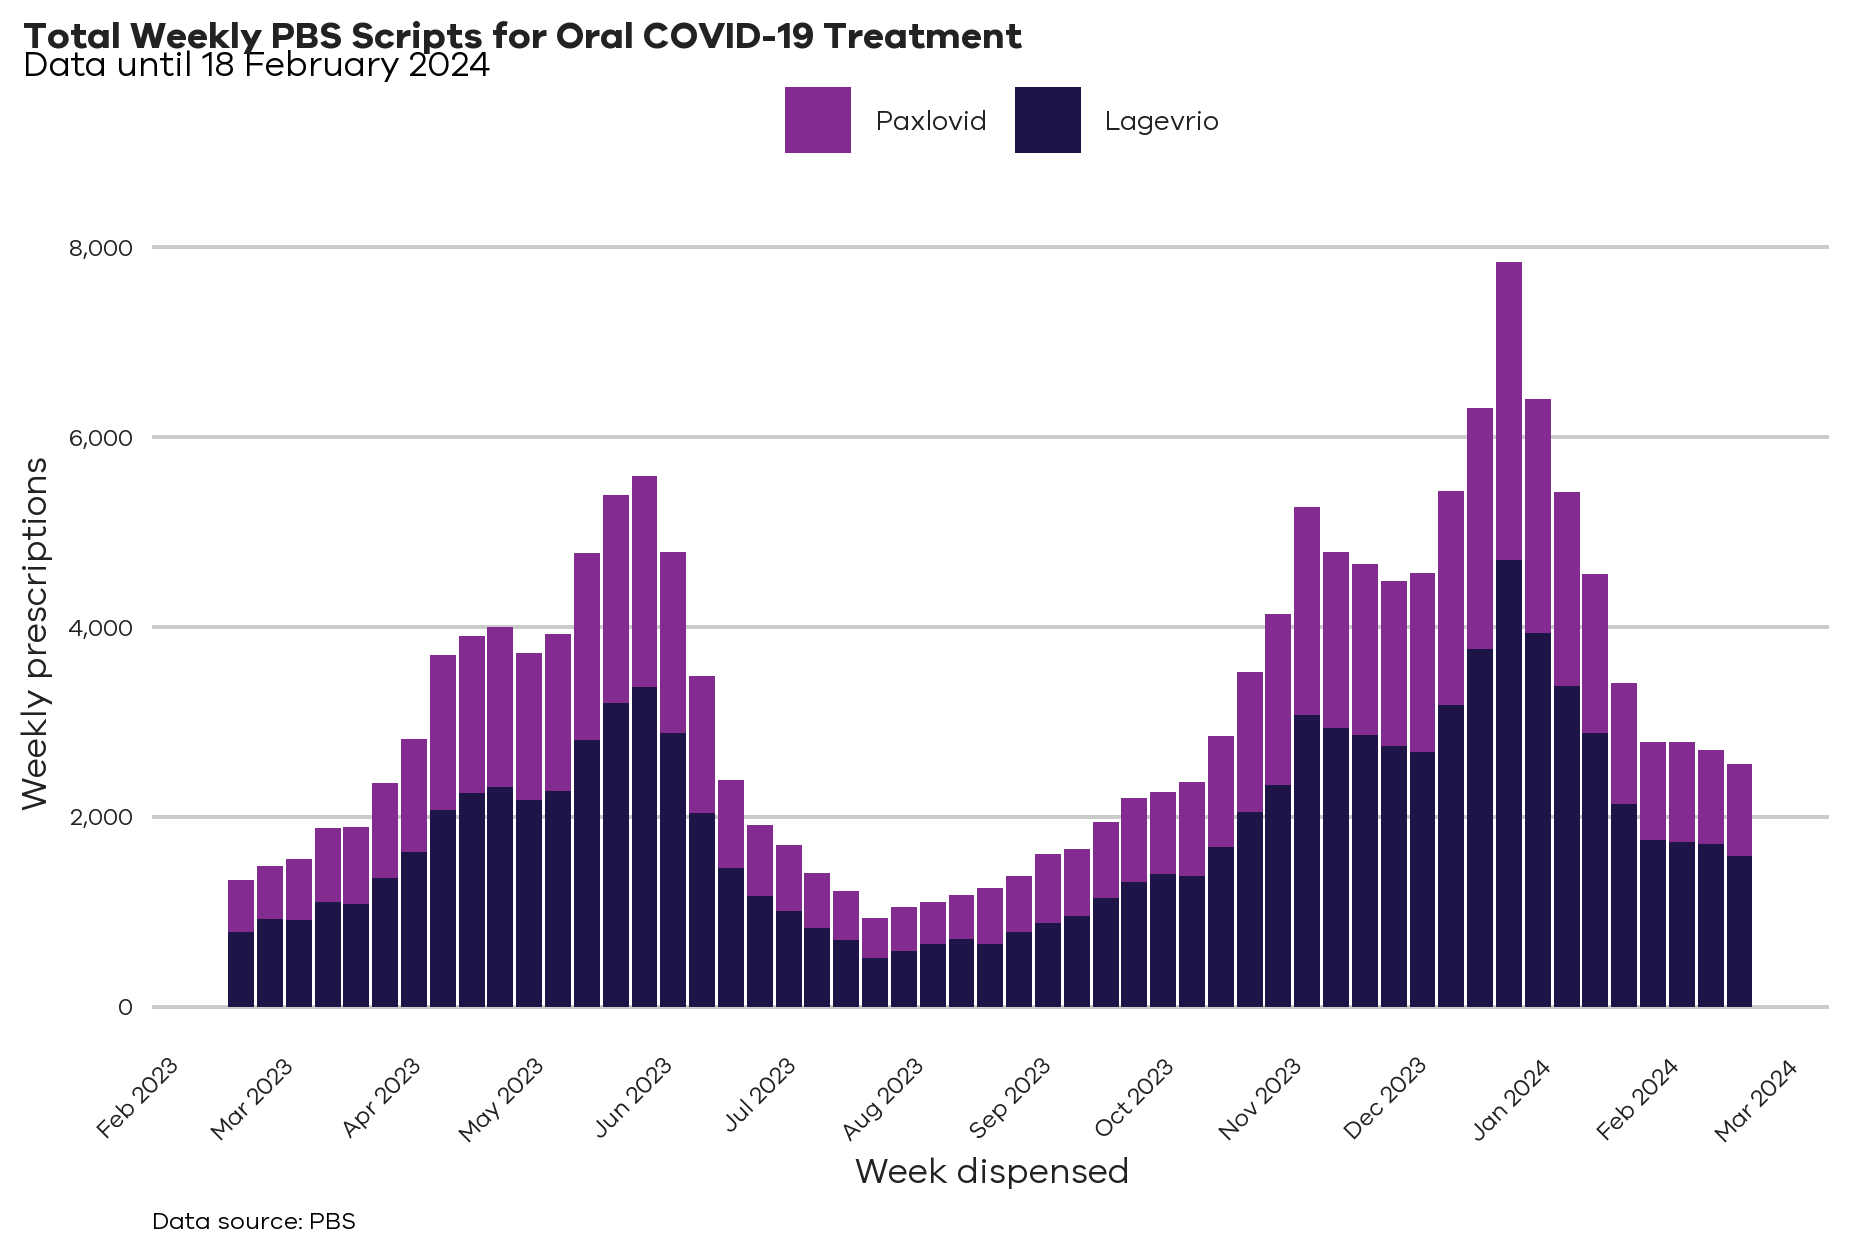 Total Weekly PBS Scripts for Oral COVID-19 Treatment
Data until 18 February 2024
Paxlovid
Lagevrio
Weekly prescriptions
8,000
6,000
4,000
2,000
0
Feb 2023
Mar 2023
Apr 2023
May 2023
Jun 2023
Jul 2023
Aug 2023
Sep 2023
Oct 2023
Nov 2023
Dec 2023
Jan 2024
Feb 2024
Mar 2024
Week dispensed
Data source: PBS